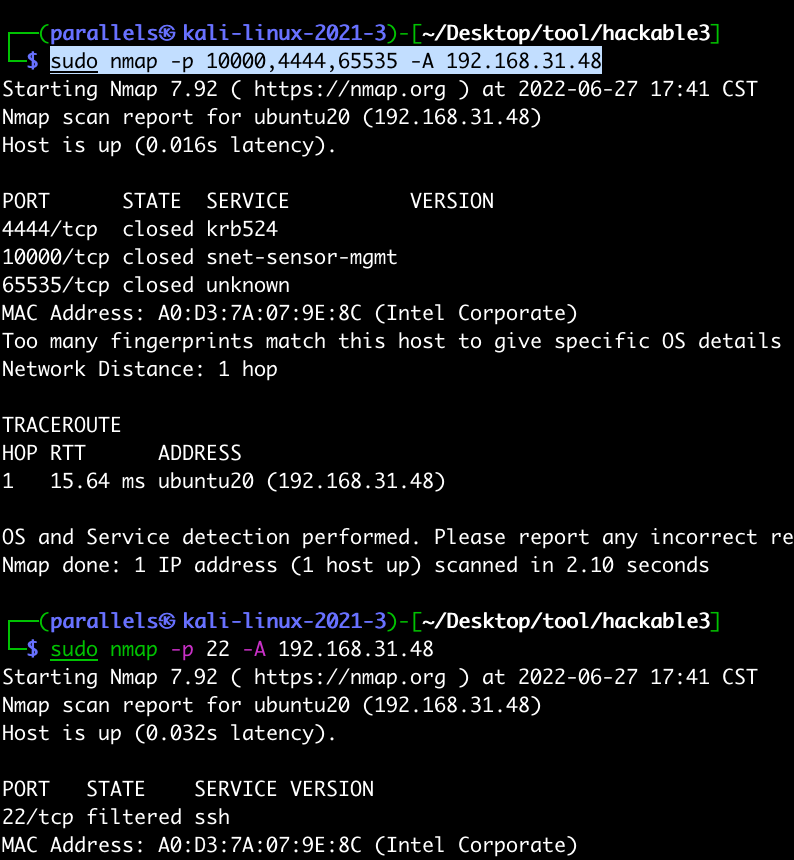 (parallels㉿kali-linux-2021-3)-[~/Desktop/tool/hackable3]
$ sudo nmap -p 10000,4444,65535 -A 192.168.31.48
Starting Nmap 7.92 ( https://nmap.org ) at 2022-06-27 17:41 CST
Nmap scan report for ubuntu20 (192.168.31.48)
Host is up (0.016s latency).
PORT      STATE  SERVICE          VERSION
4444/tcp  closed krb524
10000/tcp closed snet-sensor-mgmt
65535/tcp closed unknown
MAC Address: A0:D3:7A:07:9E:8C (Intel Corporate)
Too many fingerprints match this host to give specific OS details
Network Distance: 1 hop
TRACEROUTE
HOP RTT      ADDRESS
1   15.64 ms ubuntu20 (192.168.31.48)
OS and Service detection performed. Please report any incorrect re
Nmap done: 1 IP address (1 host up) scanned in 2.10 seconds
(parallels㉿kali-linux-2021-3)-[~/Desktop/tool/hackable3]
$ sudo nmap -p 22 -A 192.168.31.48
Starting Nmap 7.92 ( https://nmap.org ) at 2022-06-27 17:41 CST
Nmap scan report for ubuntu20 (192.168.31.48)
Host is up (0.032s latency).
PORT   STATE    SERVICE VERSION
22/tcp filtered ssh
MAC Address: A0:D3:7A:07:9E:8C (Intel Corporate)